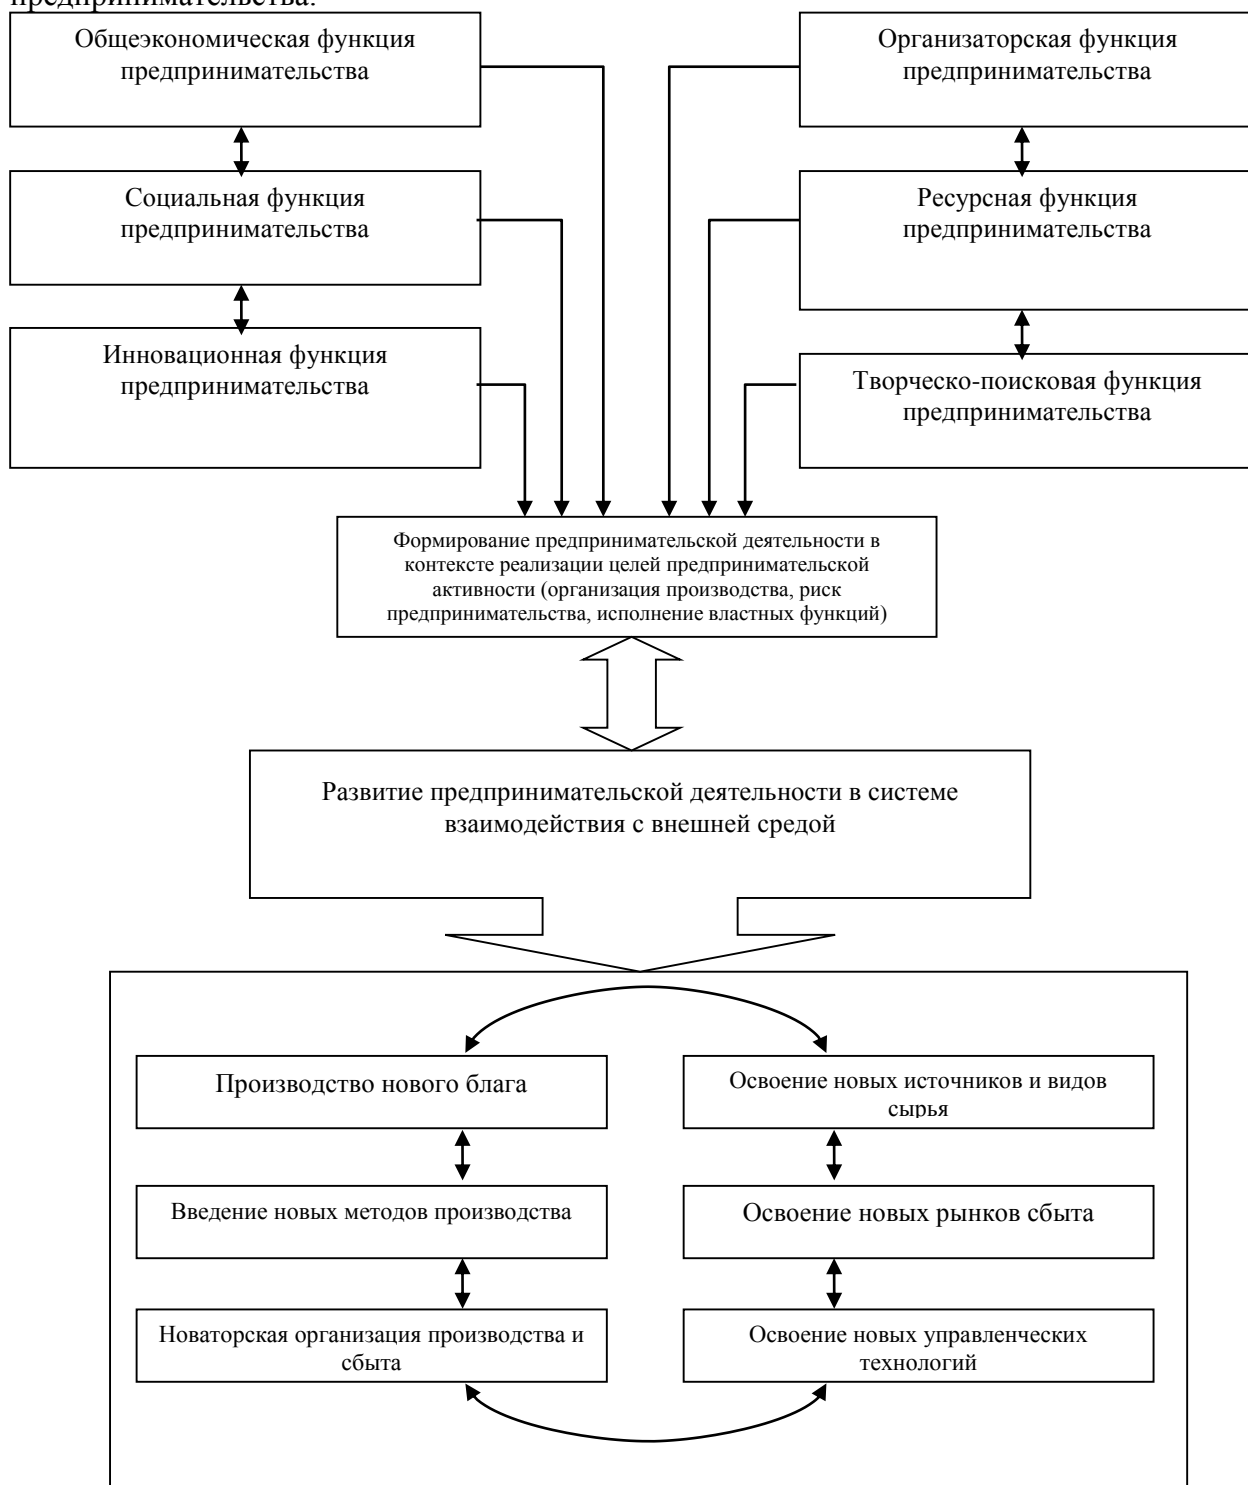 предпринимательства.
Общеэкономическая функция
предпринимательства
Организаторская функция
предпринимательства
Социальная функция
предпринимательства
Ресурсная функция
предпринимательства
Инновационная функция
предпринимательства
Творческо-поисковая функция
предпринимательства
Формирование предпринимательской деятельности в
контексте реализации целей предпринимательской
активности (организация производства, риск
предпринимательства, исполнение властных функций)
Развитие предпринимательской деятельности в системе
взаимодействия с внешней средой
Производство нового блага
Освоение новых источников и видов
сырья
Введение новых методов производства
Освоение новых рынков сбыта
Новаторская организация производства и
сбыта
Освоение новых управленческих
технологий